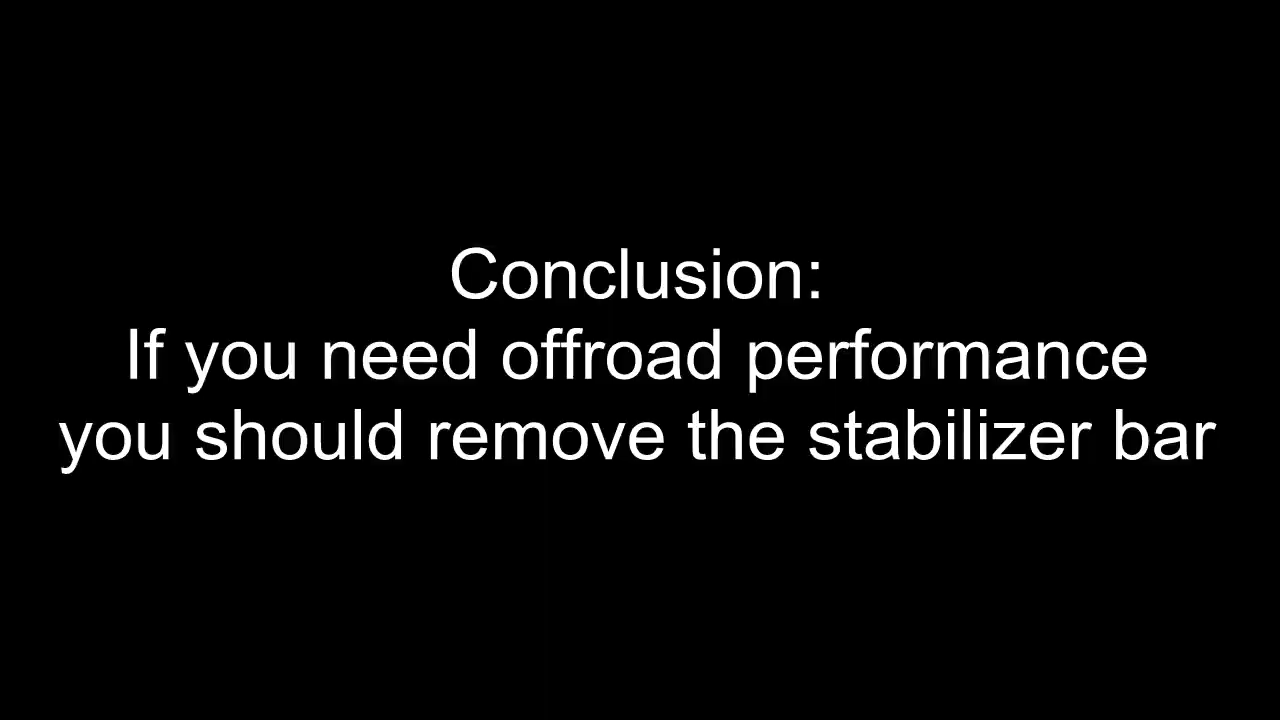 Conclusion:
If you need offroad performance
you should remove the stabilizer bar